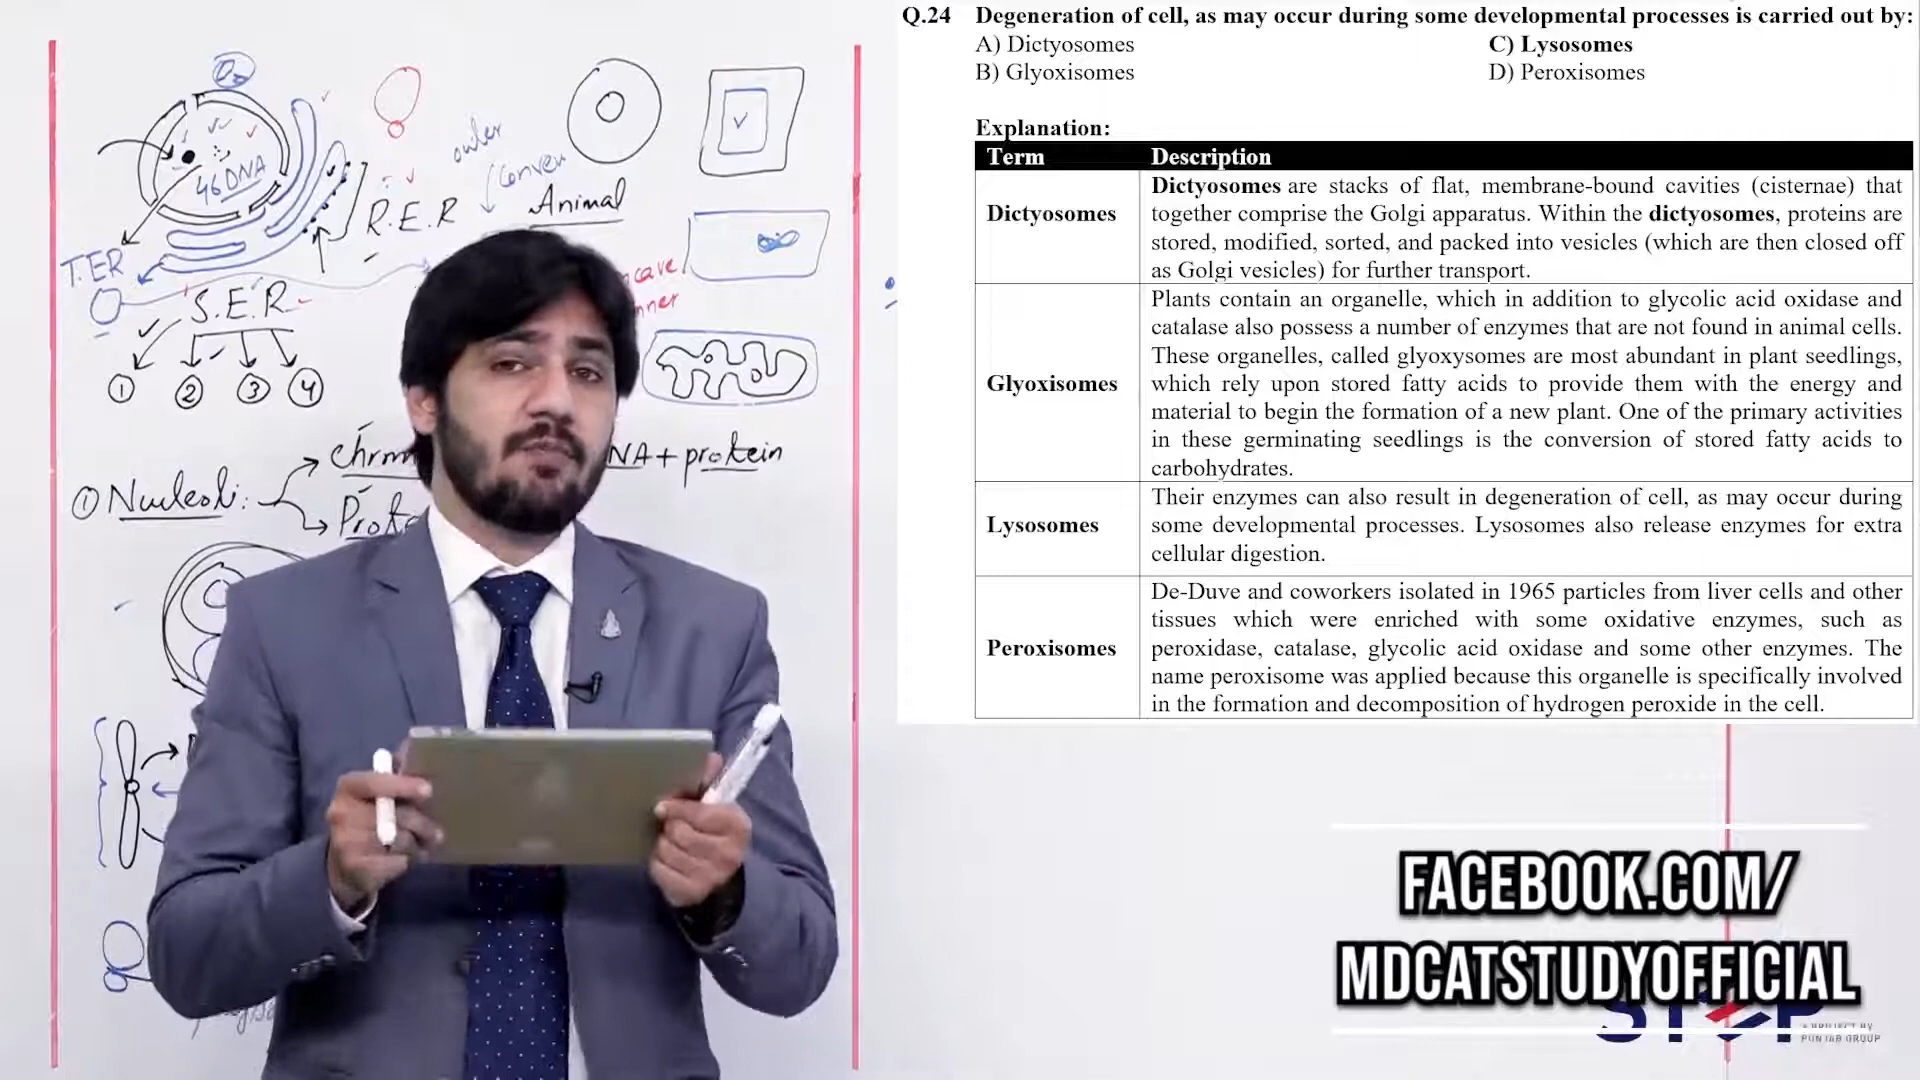 Q.24 Degeneration of cell, as may occur during some developmental processes is carried out by:
A) Dictyosomes
C) Lysosomes
B) Glyoxisomes
D) Peroxisomes
Explanation:
Term Description
Dictyosomes
Dictyosomes are stacks of flat, membrane-bound cavities (cisternae) that
together comprise the Golgi apparatus. Within the dictyosomes, proteins are
stored, modified, sorted, and packed into vesicles (which are then closed off
as Golgi vesicles) for further transport.
Glyoxisomes
Plants contain an organelle, which in addition to glycolic acid oxidase and
catalase also possess a number of enzymes that are not found in animal cells.
These organelles, called glyoxysomes are most abundant in plant seedlings,
which rely upon stored fatty acids to provide them with the energy and
material to begin the formation of a new plant. One of the primary activities
in these germinating seedlings is the conversion of stored fatty acids to
carbohydrates.
Lysosomes
Their enzymes can also result in degeneration of cell, as may occur during
some developmental processes. Lysosomes also release enzymes for extra
cellular digestion.
Peroxisomes
De-Duve and coworkers isolated in 1965 particles from liver cells and other
tissues which were enriched with some oxidative enzymes, such as
peroxidase, catalase, glycolic acid oxidase and some other enzymes. The
name peroxisome was applied because this organelle is specifically involved
in the formation and decomposition of hydrogen peroxide in the cell.
46 DNA
outer
Conven
R.E.R
Animal
T.ER
S.E.R
1 2 3 4
① Nucleoli:
+ protein
FACEBOOK.COM/
MDCATSTUDYOFFICIAL
STEP
A PROJECT BY
PUNJAB GROUP